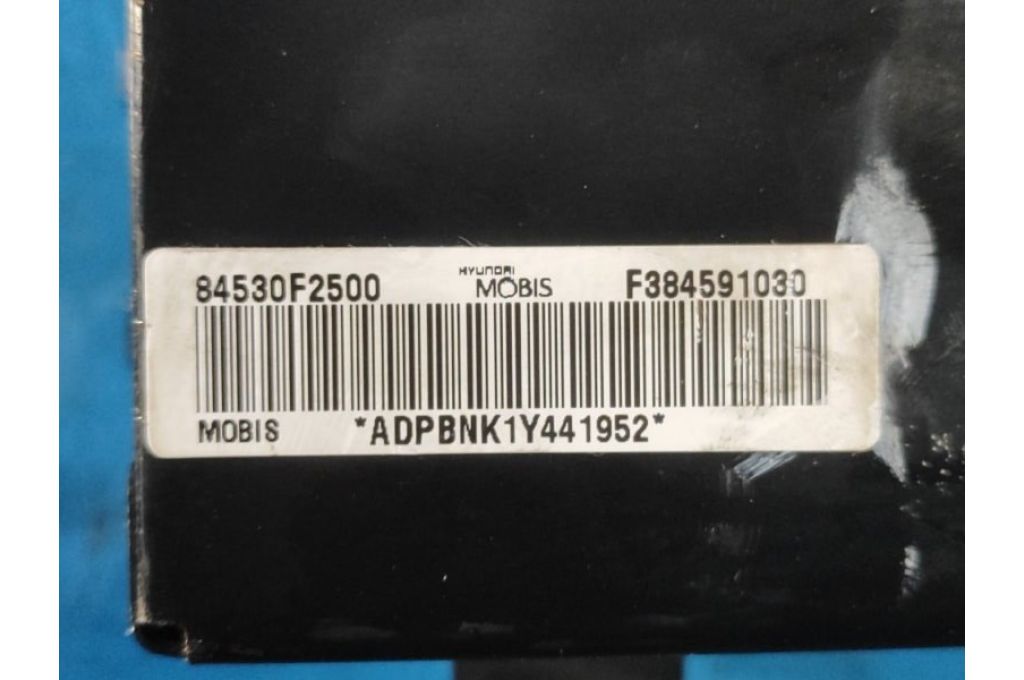 84530F2500 HYUNDAI MOBIS F384591030
MOBIS *ADPBNK1Y441952*